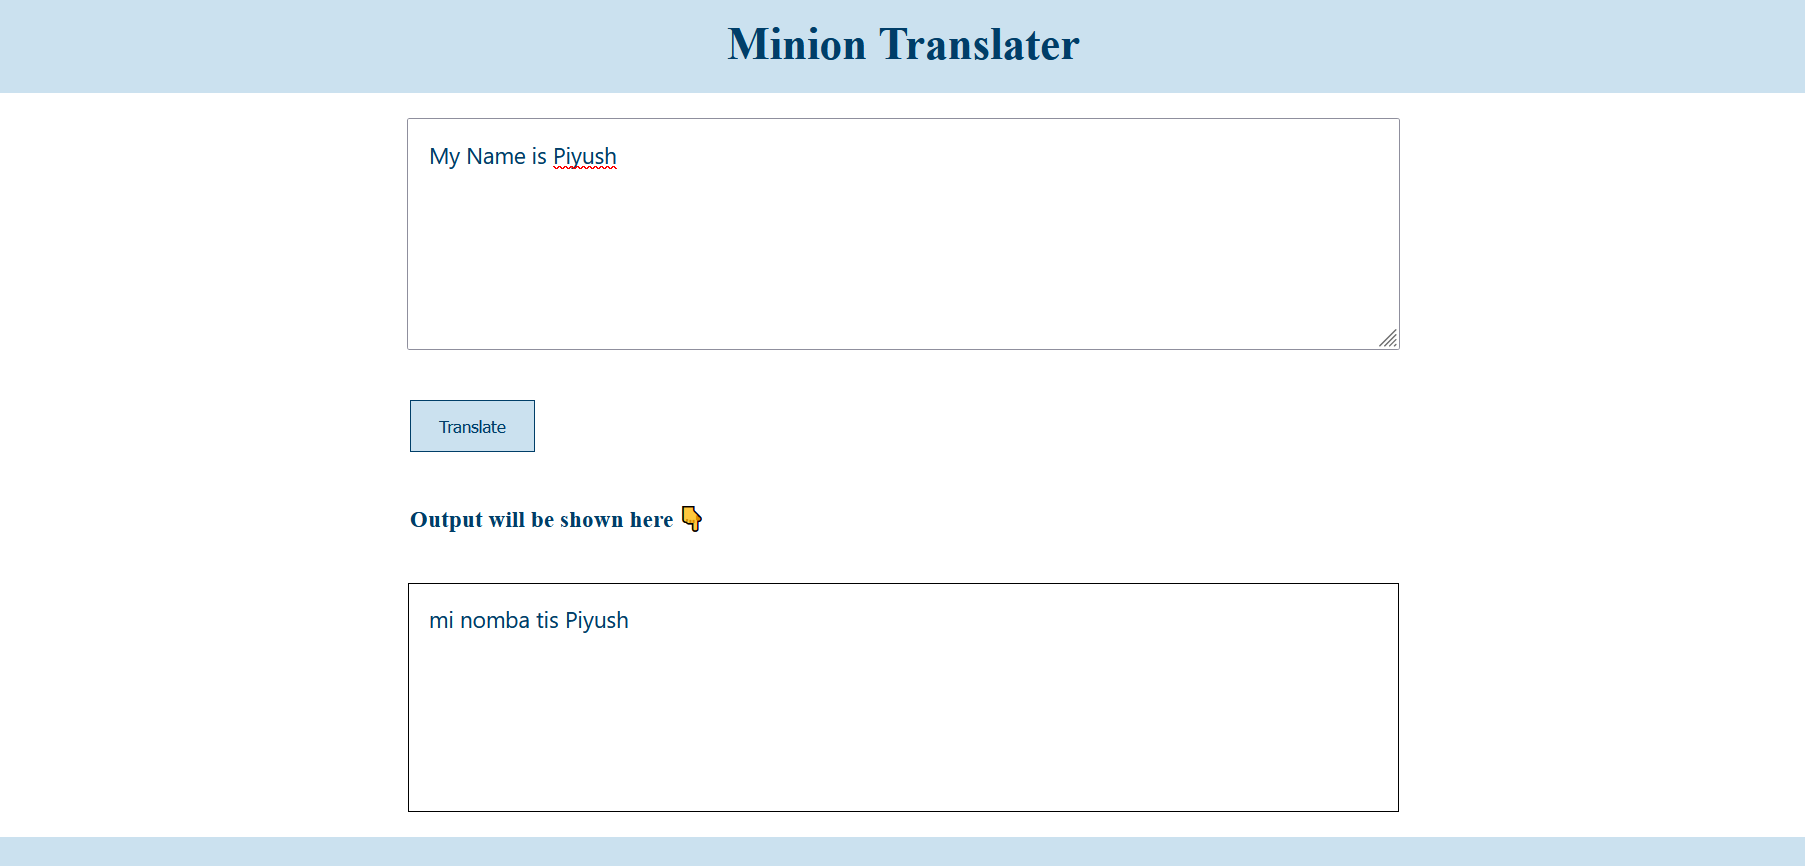 Minion Translater
My Name is Piyush
Translate
Output will be shown here 👇
mi nomba tis Piyush